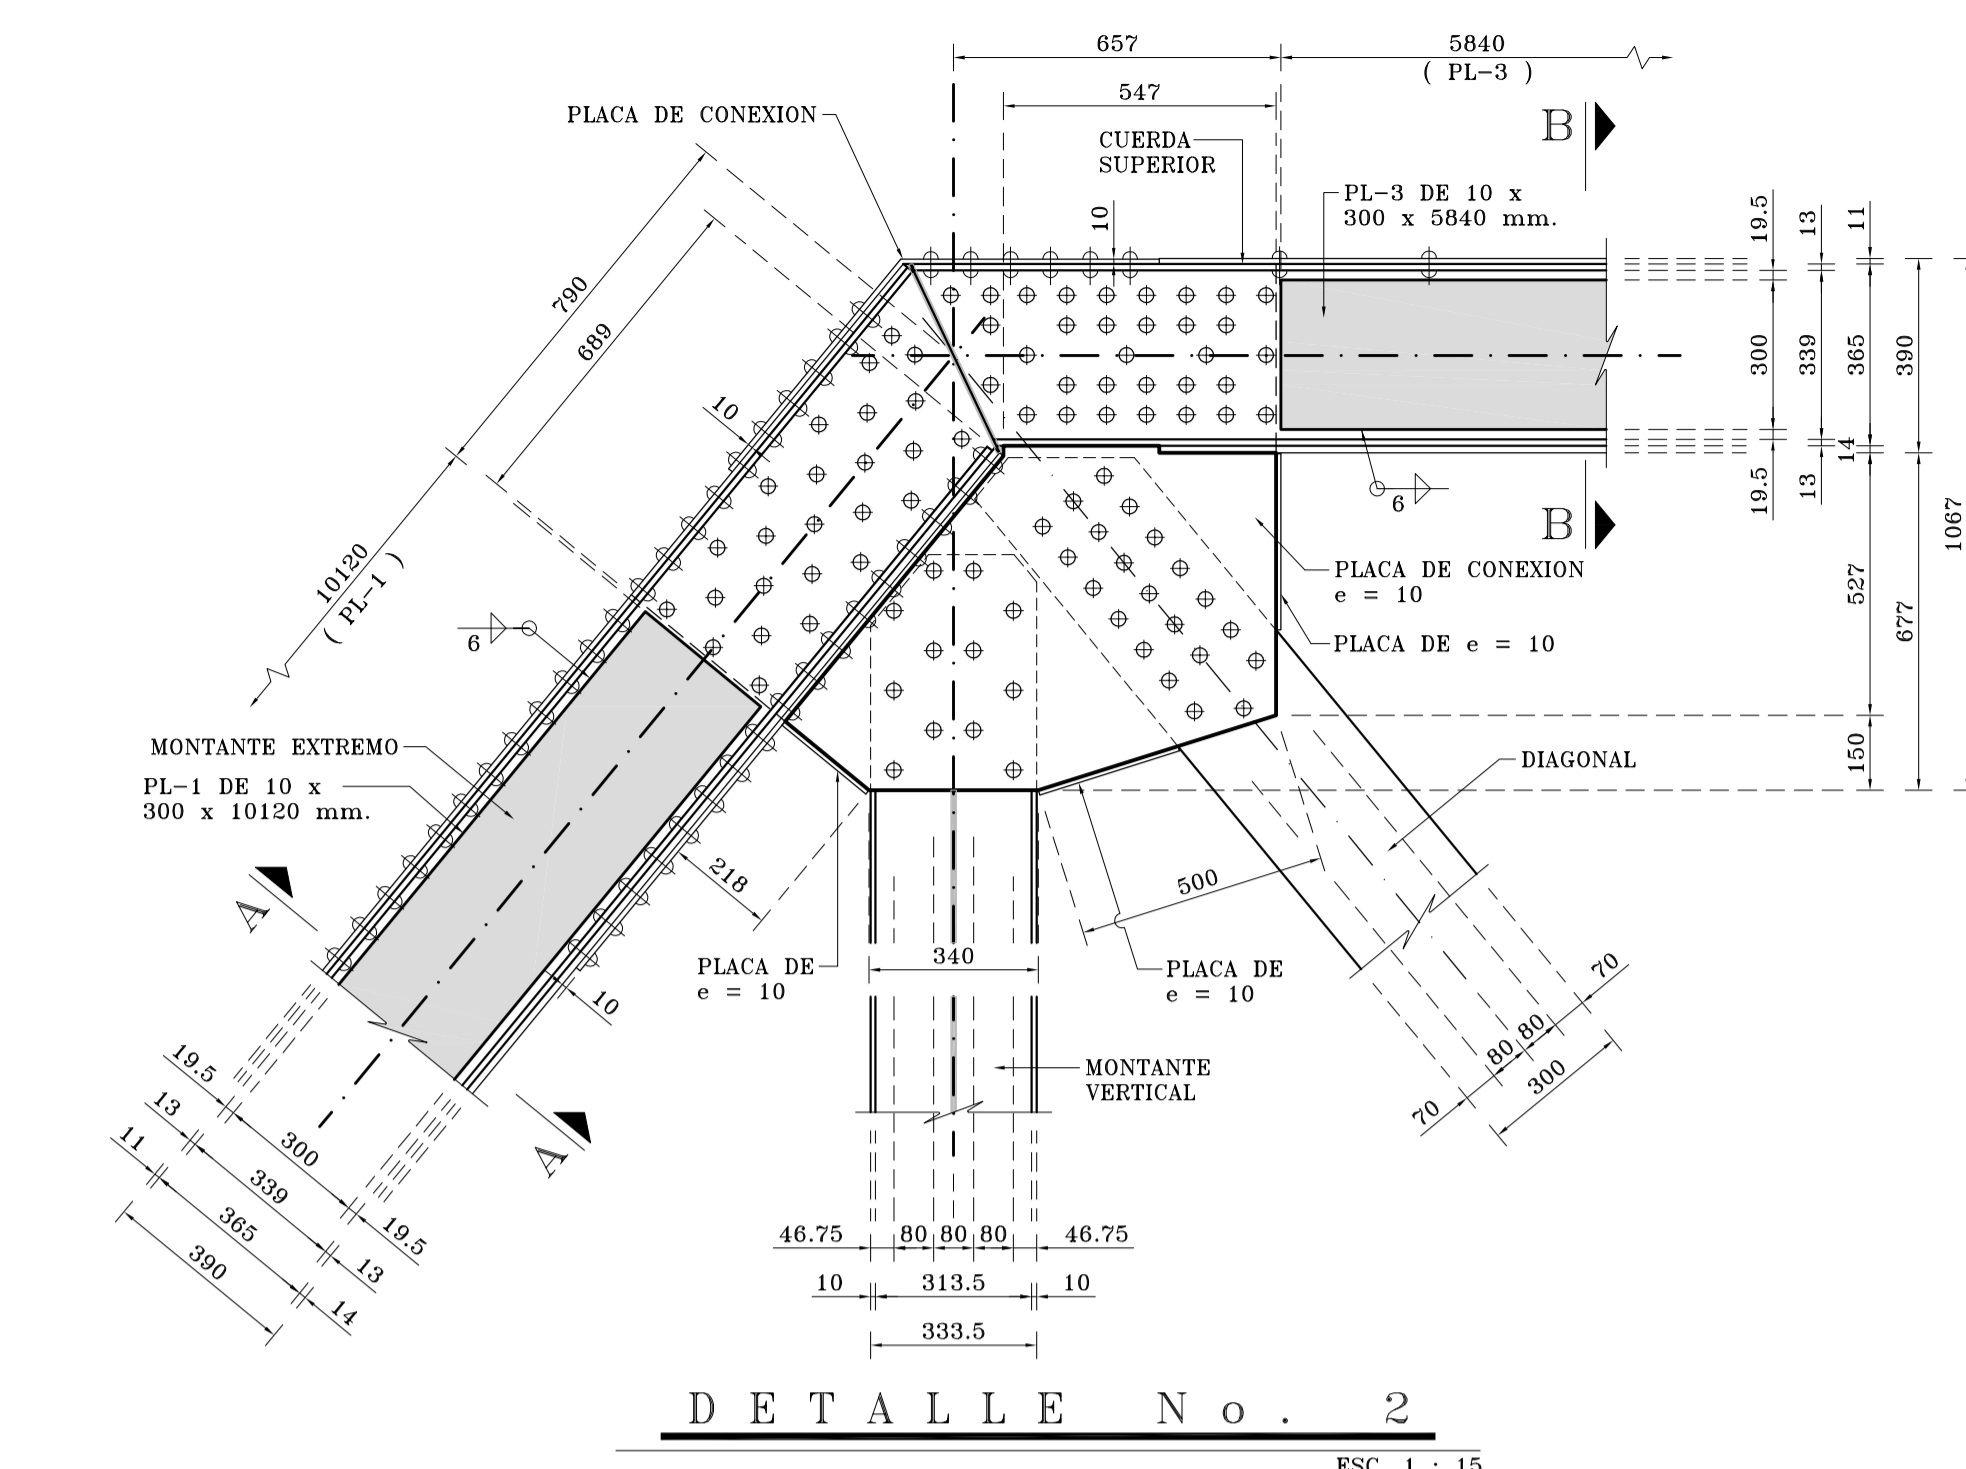 657
5840
( PL-3 )
547
PLACA DE CONEXION
CUERDA
SUPERIOR
B
PL-3 DE 10 x
300 x 5840 mm.
10
19.5
13
11
790
689
10
300
339
365
390
14
19.5
13
6
B
1067
10120
( PL-1 )
PLACA DE CONEXION
e = 10
527
677
6
PLACA DE e = 10
MONTANTE EXTREMO
PL-1 DE 10 x
300 x 10120 mm.
150
DIAGONAL
218
500
A
340
PLACA DE
e = 10
PLACA DE
e = 10
10
70
80
80
300
70
MONTANTE
VERTICAL
19.5
13
11
300
339
365
390
19.5
13
14
A
46.75 80 80 80 46.75
10 313.5 10
333.5
DETALLE No. 2
ESC. 1 : 15